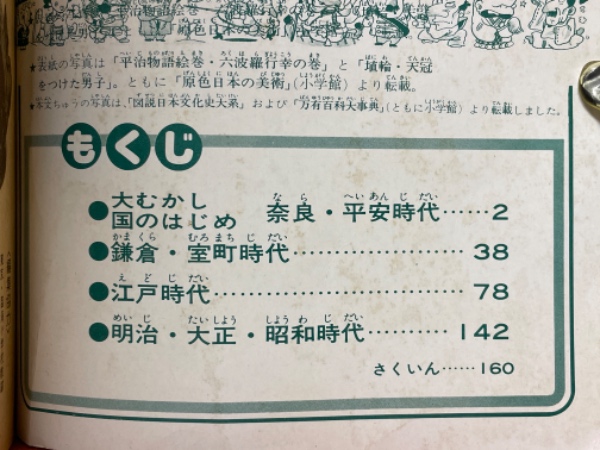 ★表紙の写真は「平治物語絵巻・六波羅行幸の巻」と「埴輪・天冠
をつけた男子」。ともに「原色日本の美術」(小学館)より転載。
★本文ちゅうの写真は、「図説日本文化史大系」および「万有百科大事典」(ともに小学館)より転載しました。
もくじ
●大むかし
国のはじめ 奈良・平安時代……2
●鎌倉・室町時代……………………38
●江戸時代……………………………78
●明治・大正・昭和時代…………142
さくいん……160